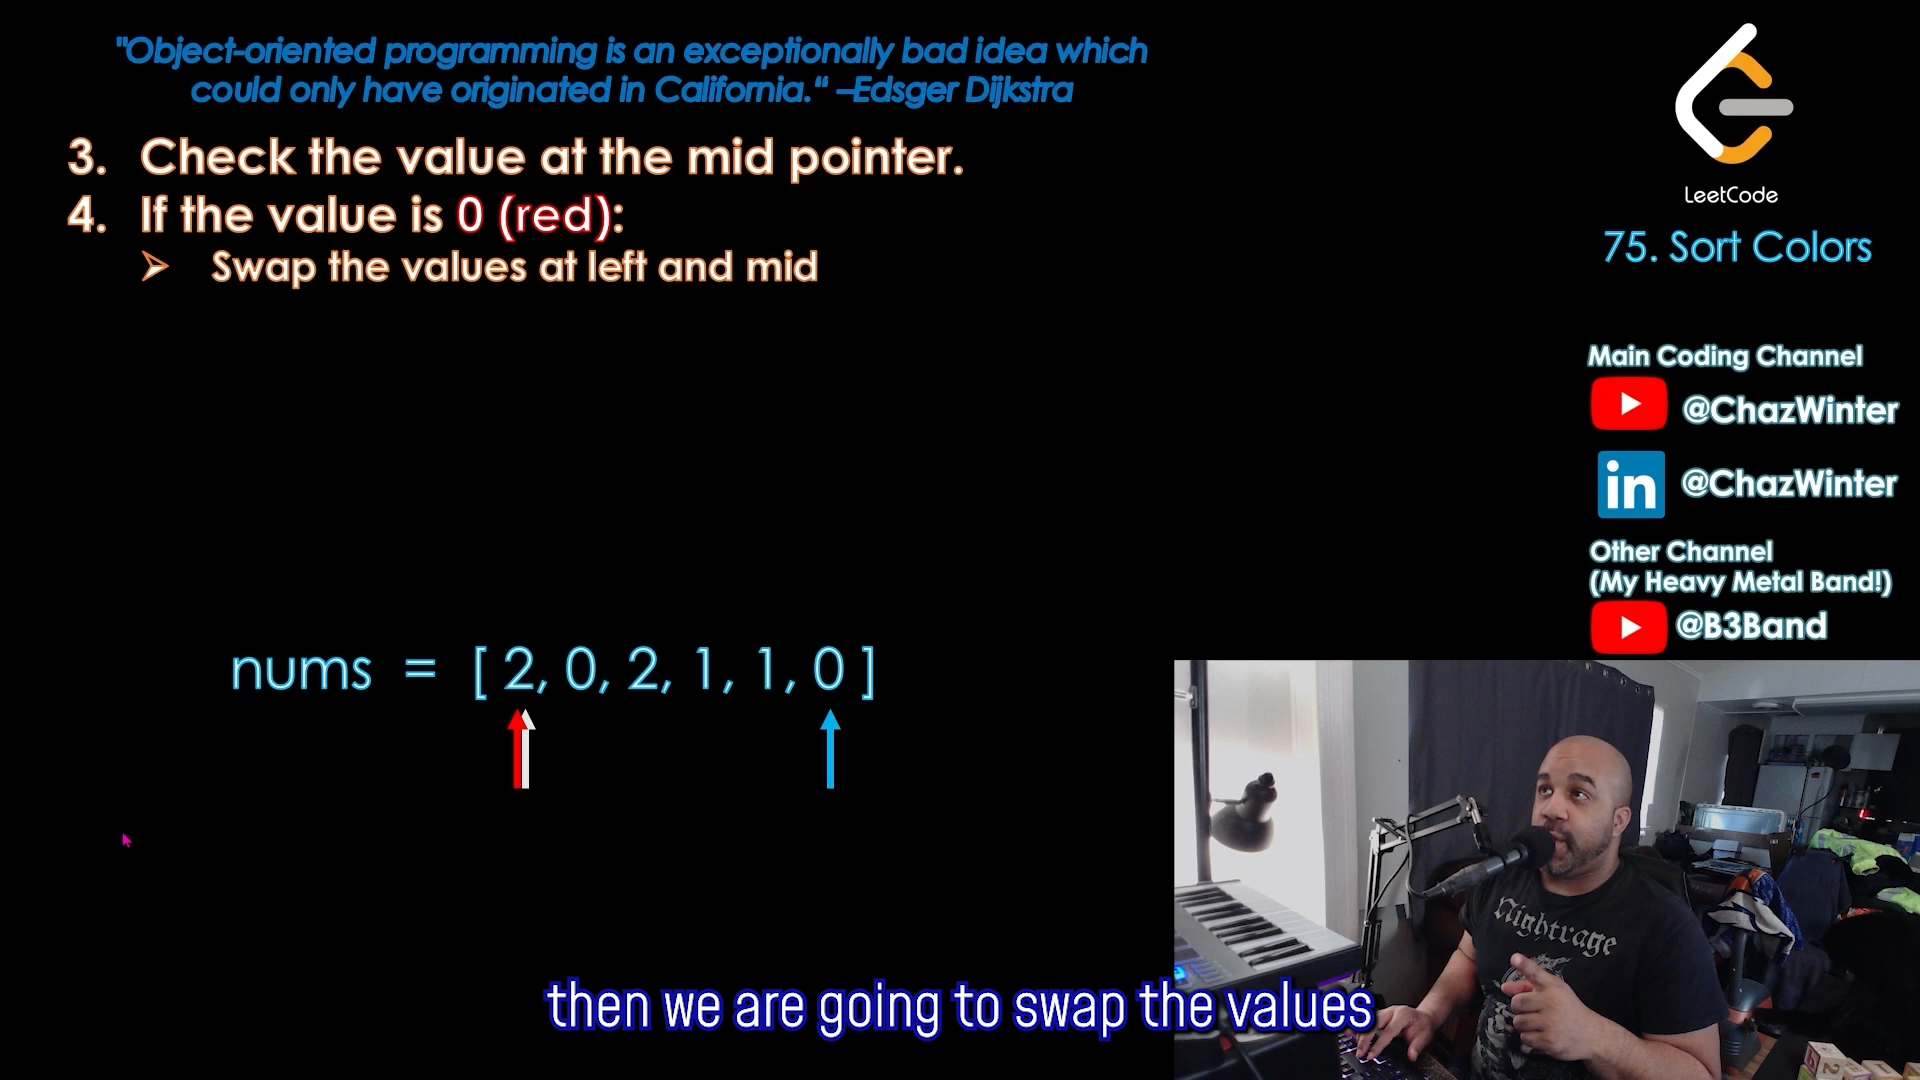 "Object-oriented programming is an exceptionally bad idea which
could only have originated in California.“ –Edsger Dijkstra
3. Check the value at the mid pointer.
4. If the value is 0 (red):
➢ Swap the values at left and mid
nums = [ 2, 0, 2, 1, 1, 0 ]
LeetCode
75. Sort Colors
Main Coding Channel
@ChazWinter
in @ChazWinter
Other Channel
(My Heavy Metal Band!)
@B3Band
Nightrage
then we are going to swap the values
2